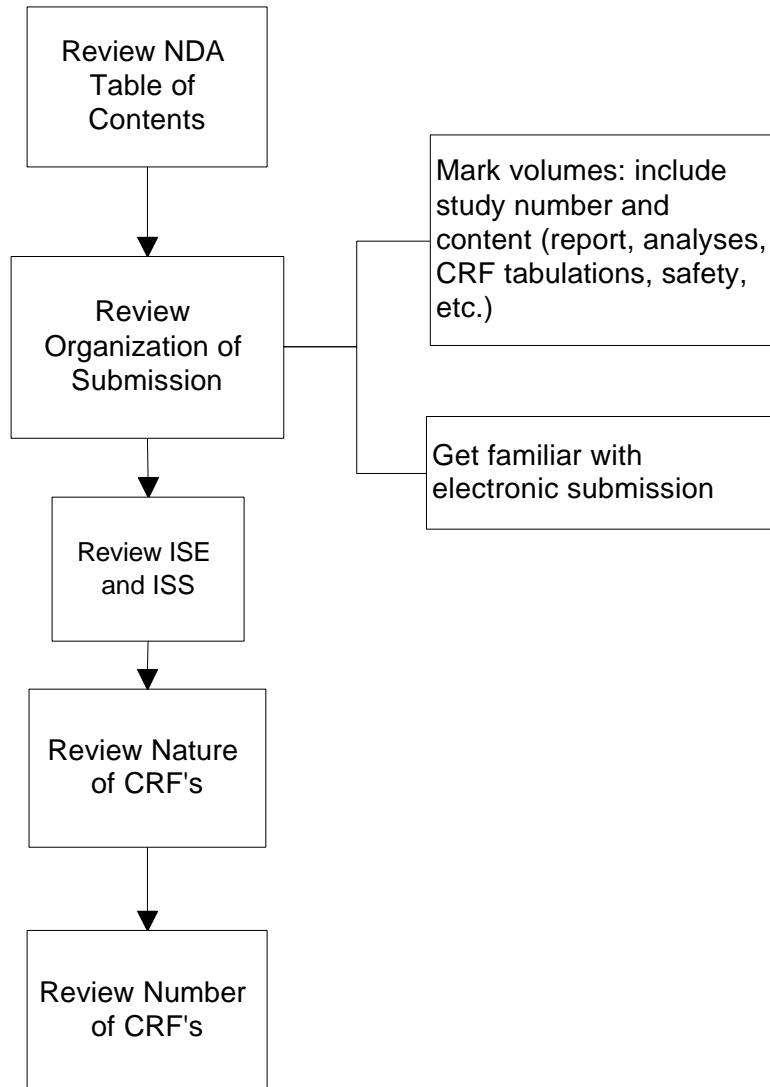 Review NDA
Table of
Contents
Mark volumes: include
study number and
content (report, analyses,
CRF tabulations, safety,
etc.)
Review
Organization of
Submission
Get familiar with
electronic submission
Review ISE
and ISS
Review Nature
of CRF's
Review Number
of CRF's